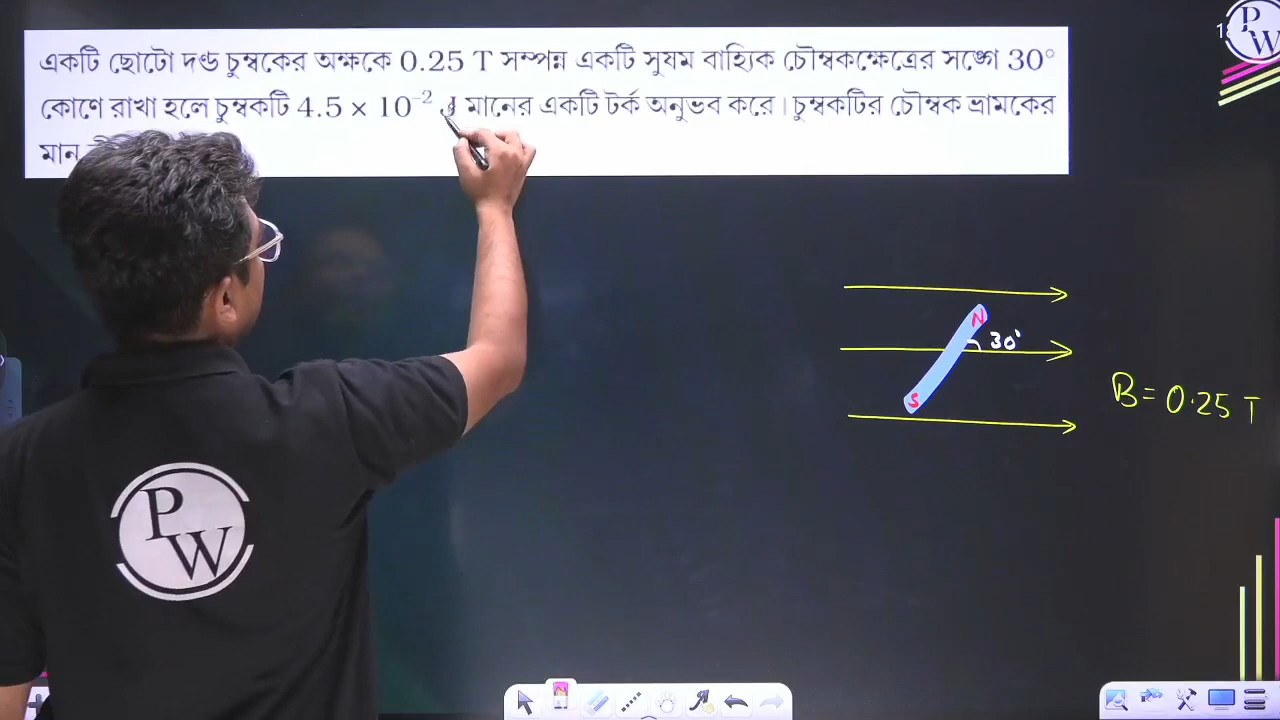 একটি ছোটো দণ্ড চুম্বকের অক্ষকে 0.25 T সম্পন্ন একটি সুষম বাহ্যিক চৌম্বকক্ষেত্রের সঙ্গে 30°
কোণে রাখা হলে চুম্বকটি 4.5 × 10⁻² J মানের একটি টর্ক অনুভব করে। চুম্বকটির চৌম্বক ভ্রামকের
মান
N
30°
S
B = 0.25 T
P
W
P
W